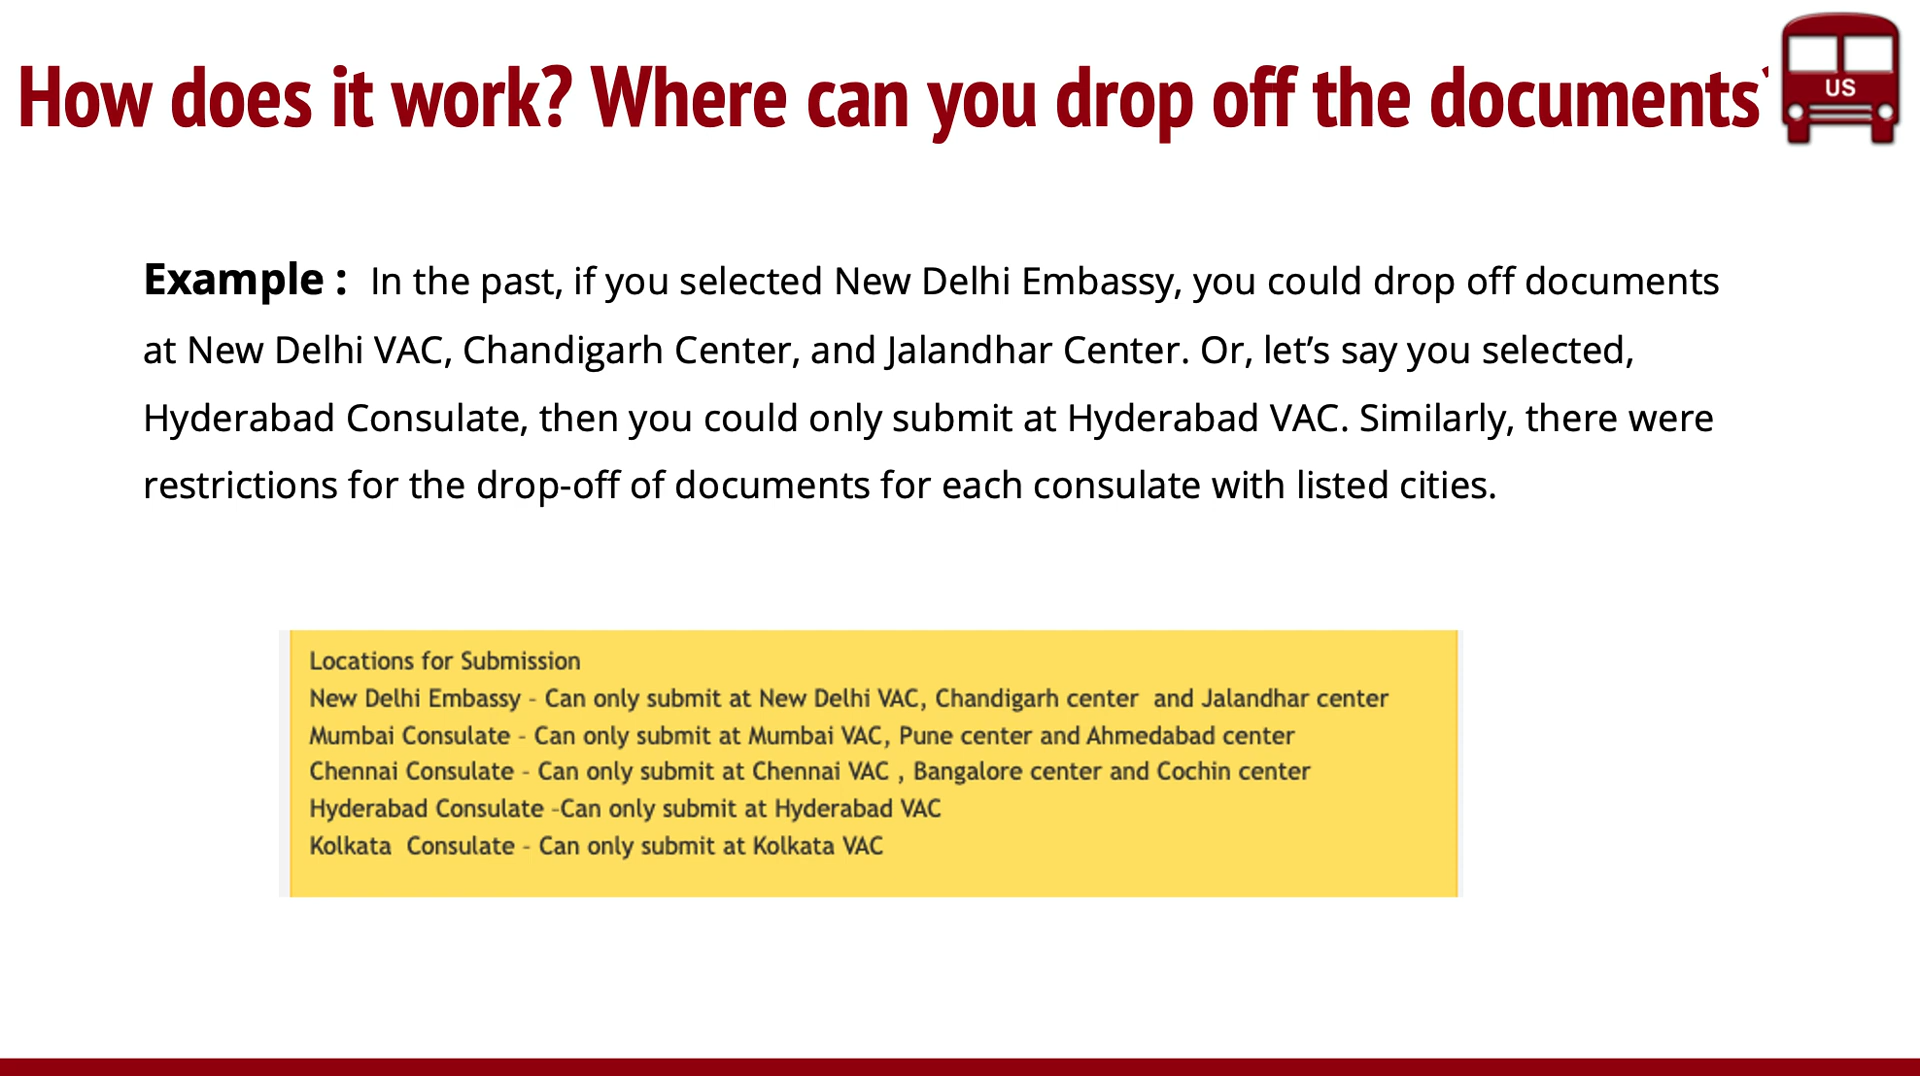 How does it work? Where can you drop off the documents
US
Example : In the past, if you selected New Delhi Embassy, you could drop off documents
at New Delhi VAC, Chandigarh Center, and Jalandhar Center. Or, let’s say you selected,
Hyderabad Consulate, then you could only submit at Hyderabad VAC. Similarly, there were
restrictions for the drop-off of documents for each consulate with listed cities.
Locations for Submission
New Delhi Embassy - Can only submit at New Delhi VAC, Chandigarh center and Jalandhar center
Mumbai Consulate - Can only submit at Mumbai VAC, Pune center and Ahmedabad center
Chennai Consulate - Can only submit at Chennai VAC , Bangalore center and Cochin center
Hyderabad Consulate -Can only submit at Hyderabad VAC
Kolkata Consulate - Can only submit at Kolkata VAC